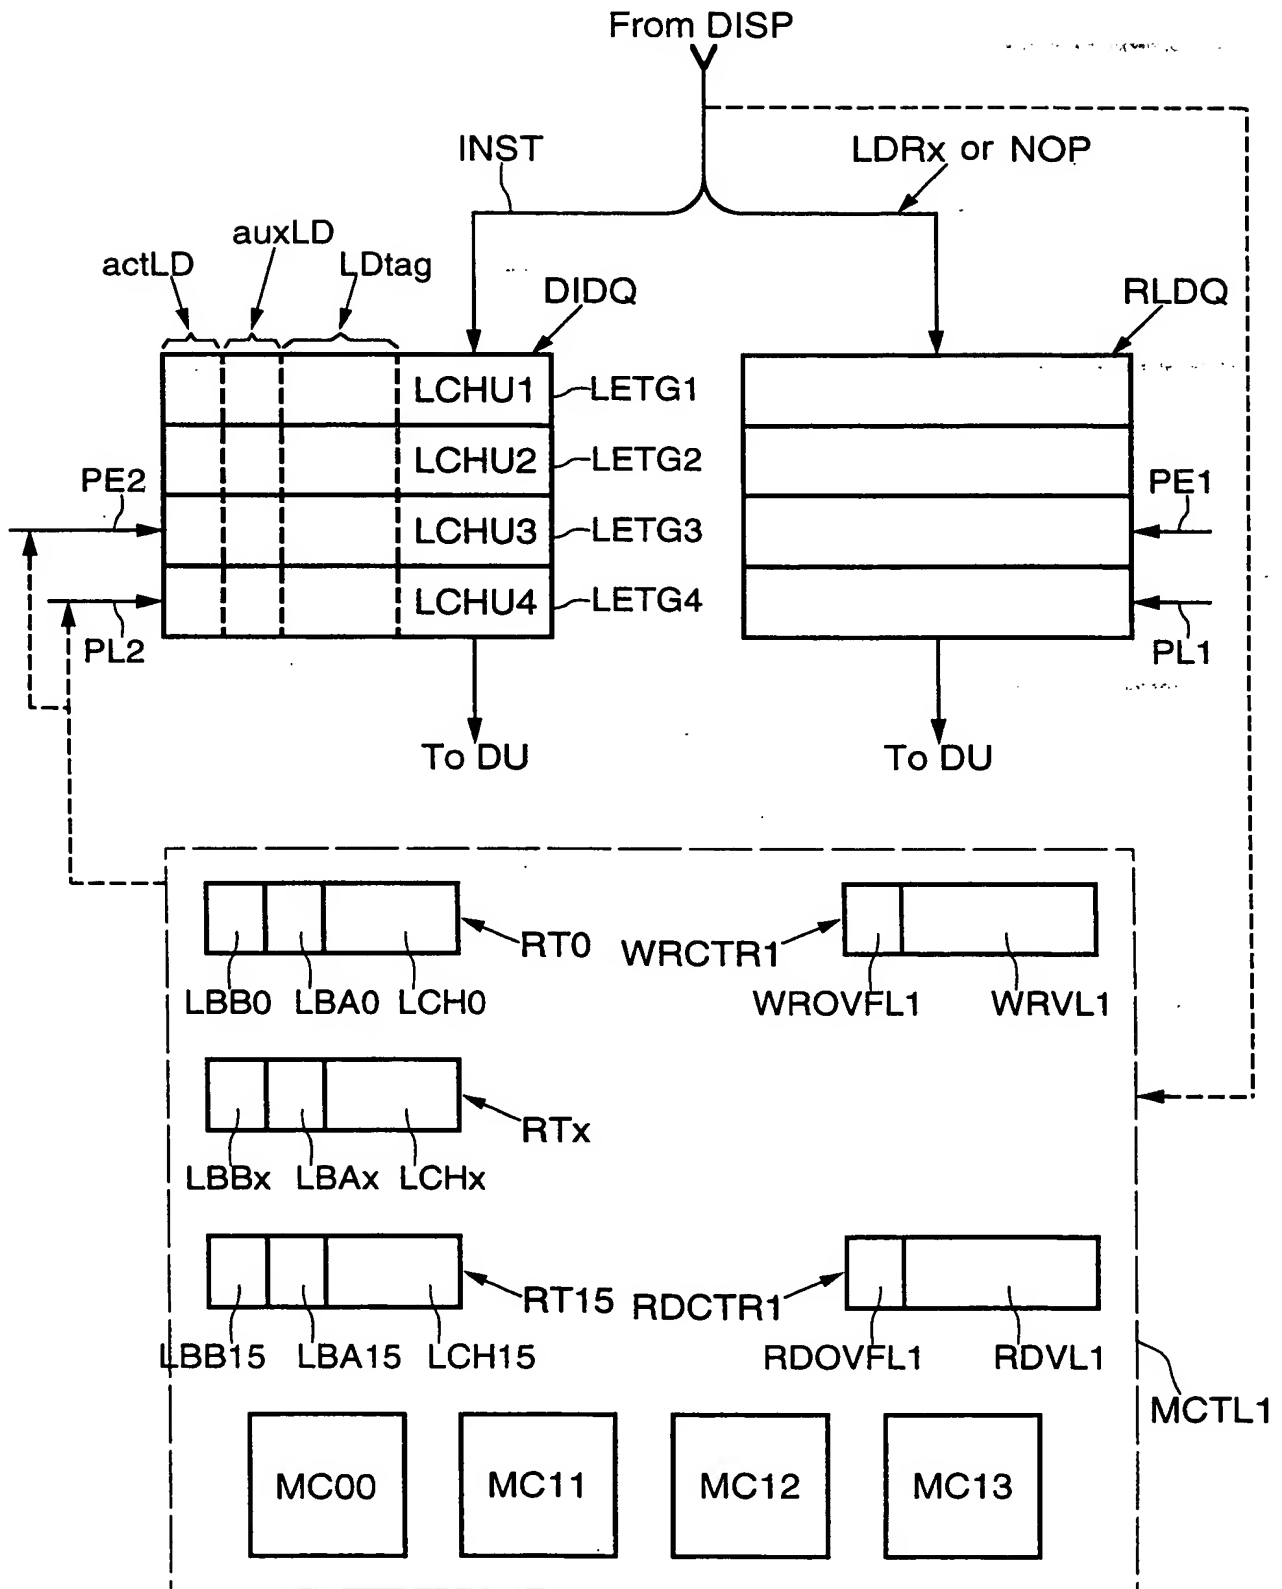 From DISP
INST
LDRx or NOP
auxLD
actLD
LDtag
DIDQ
RLDQ
LCHU1
LETG1
LCHU2
LETG2
PE2
PE1
LCHU3
LETG3
LCHU4
LETG4
PL2
PL1
To DU
To DU
RT0
WRCTR1
LBB0
LBA0
LCH0
WROVFL1
WRVL1
RTx
LBBx
LBAx
LCHx
RT15
RDCTR1
LBB15
LBA15
LCH15
RDOVFL1
RDVL1
MCTL1
MC00
MC11
MC12
MC13